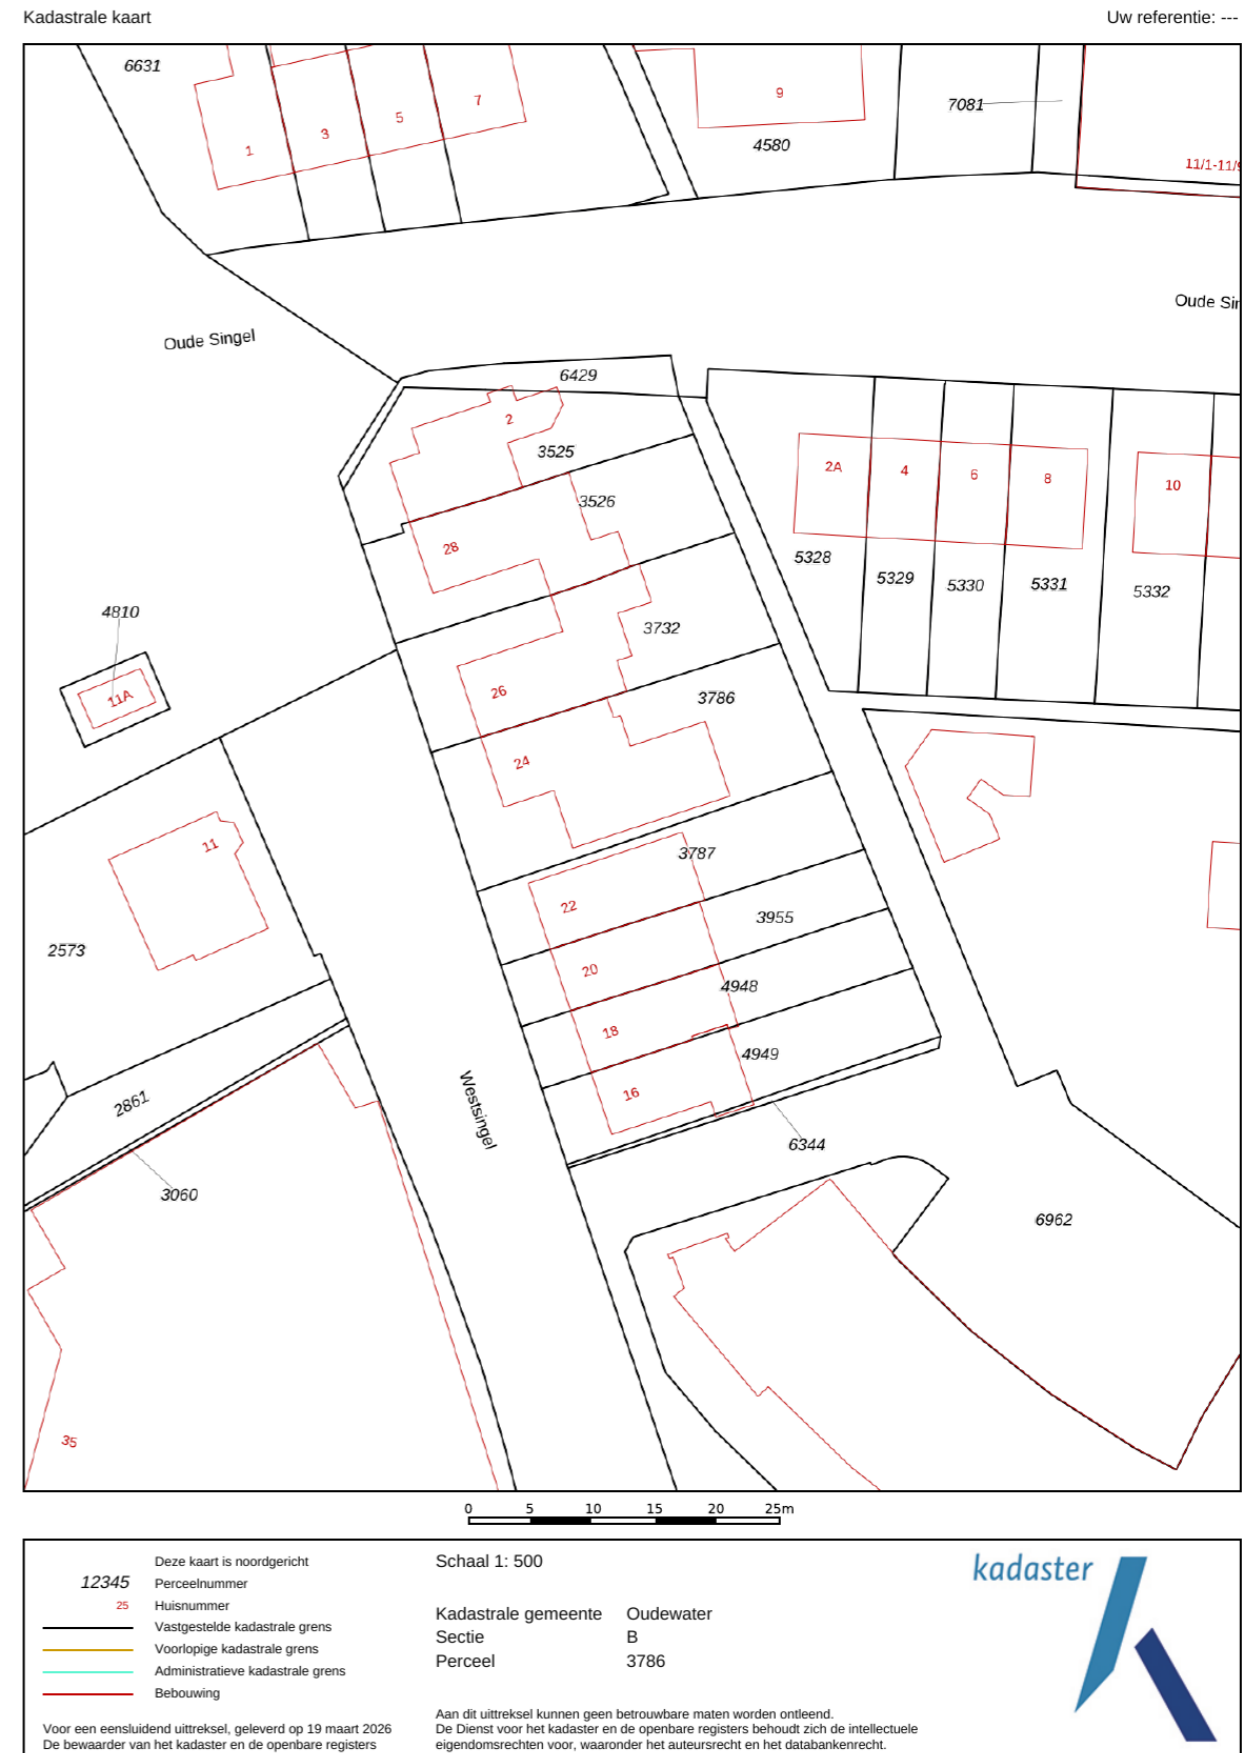 Kadastrale kaart
Uw referentie: ---
6631
1
3
5
7
9
4580
7081
Oude Singel
6429
2
3525
3526
28
2A
4
6
8
10
5328
5329
5330
5331
5332
4810
11A
3732
26
3786
24
11
3787
22
3955
20
2573
4948
18
4949
16
2861
Westsingel
6344
3060
6962
35
0 5 10 15 20 25m
Deze kaart is noordgericht
12345 Perceelnummer
25 Huisnummer
Vastgestelde kadastrale grens
Voorlopige kadastrale grens
Administratieve kadastrale grens
Bebouwing
Voor een eensluidend uittreksel, geleverd op 19 maart 2026
De bewaarder van het kadaster en de openbare registers
Schaal 1: 500
Kadastrale gemeente Oudewater
Sectie B
Perceel 3786
Aan dit uittreksel kunnen geen betrouwbare maten worden ontleend.
De Dienst voor het kadaster en de openbare registers behoudt zich de intellectuele
eigendomsrechten voor, waaronder het auteursrecht en het databankenrecht.
kadaster